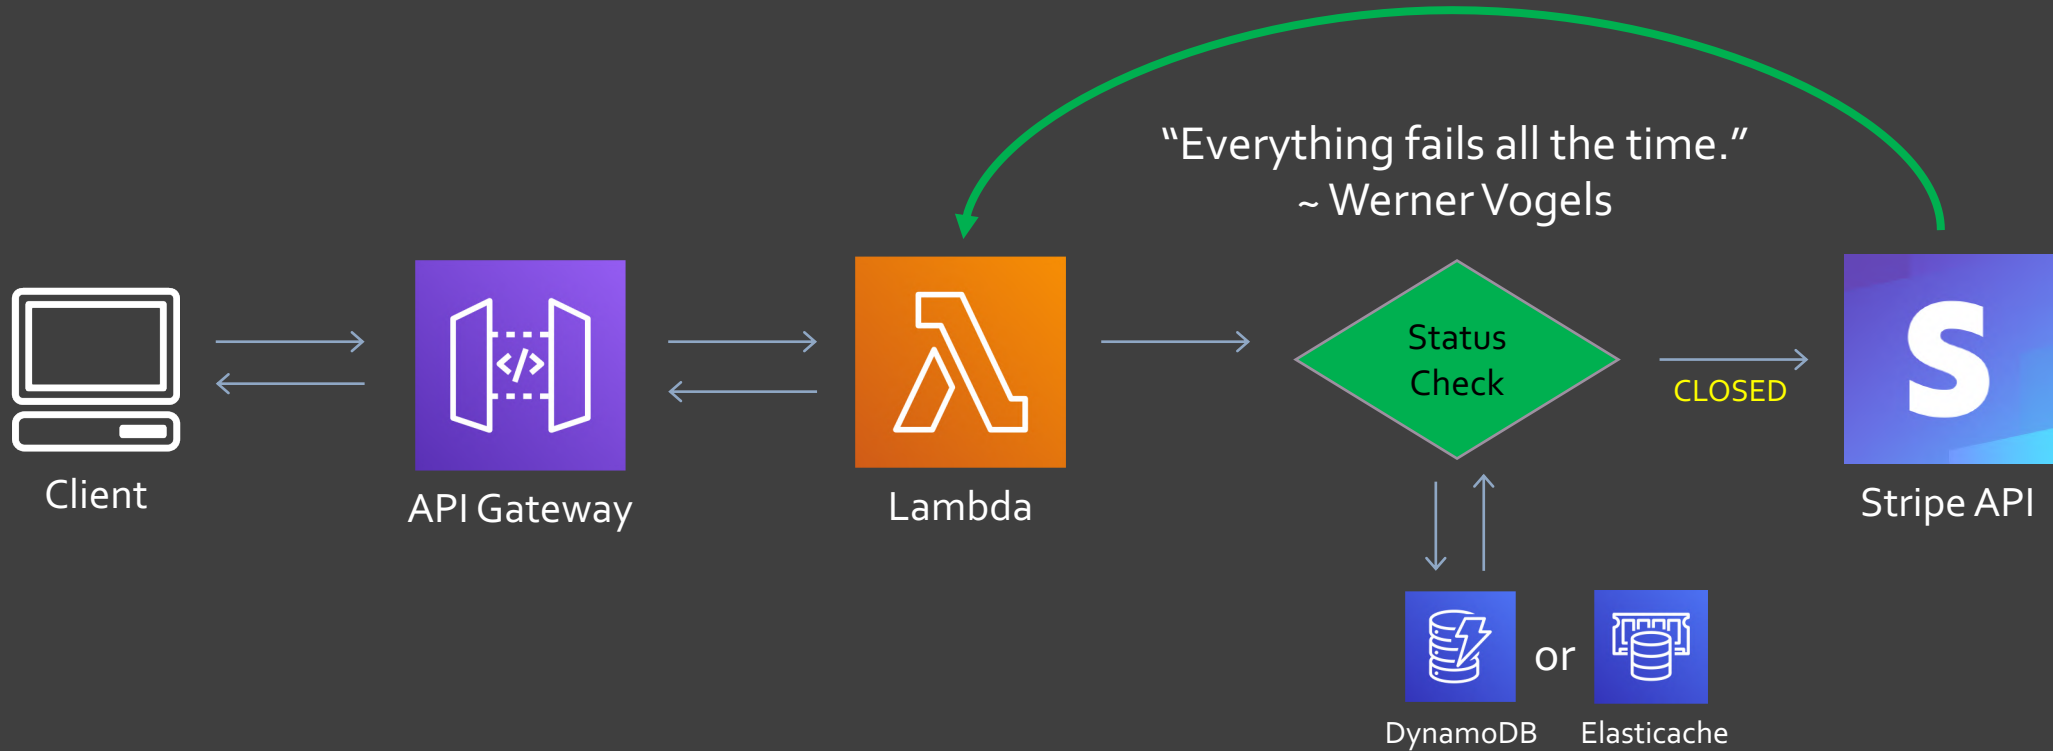 “Everything fails all the time.”
~ Werner Vogels
Client
API Gateway
</>
Lambda
Status
Check
CLOSED
S
Stripe API
or
DynamoDB
Elasticache